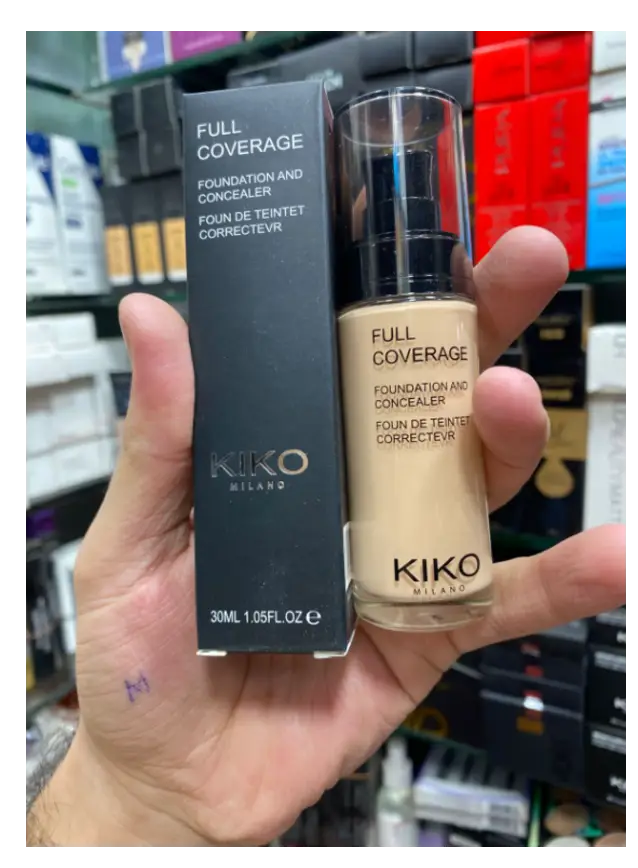 FULL
COVERAGE
FOUNDATION AND
CONCEALER
FOUN DE TEINTET
CORRECTEVR
KIKO
MILANO
30ML 1.05FL.OZ ℮
FULL
COVERAGE
FOUNDATION AND
CONCEALER
FOUN DE TEINTET
CORRECTEVR
KIKO
MILANO